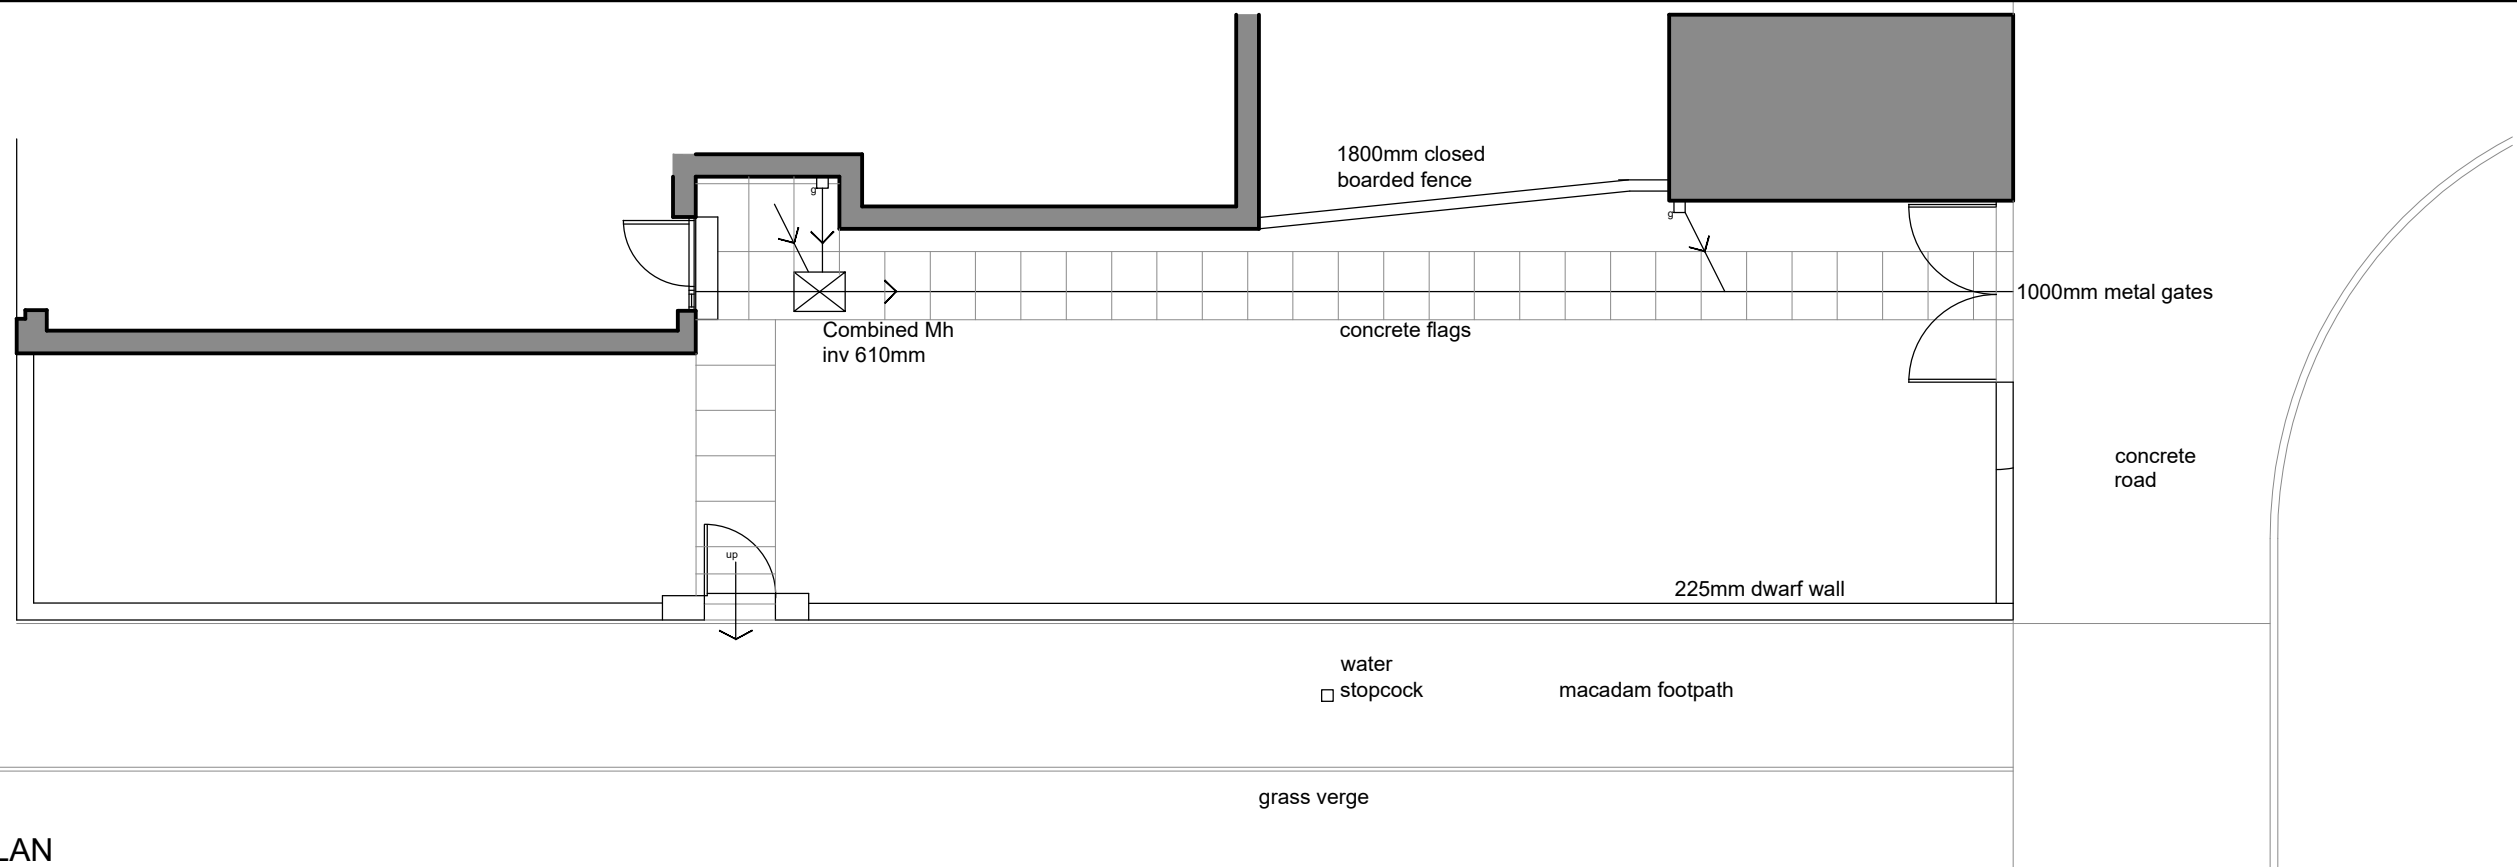 1800mm closed
boarded fence
g
g
1000mm metal gates
Combined Mh
inv 610mm
concrete flags
concrete
road
up
225mm dwarf wall
water
stopcock
macadam footpath
grass verge
LAN